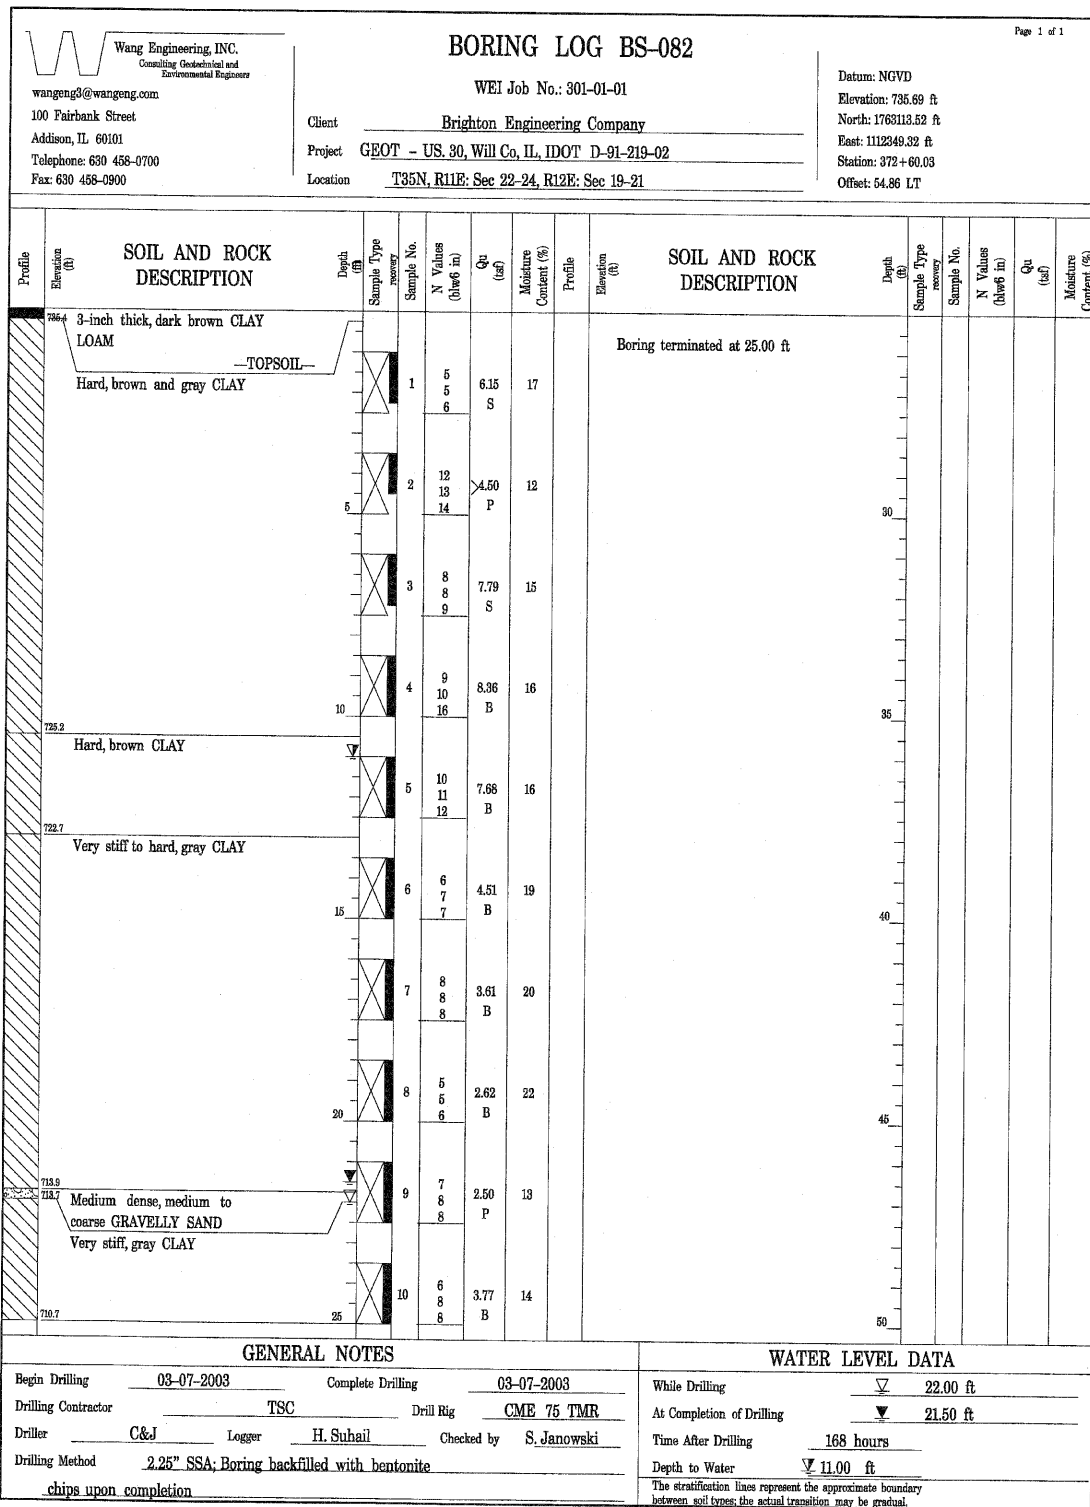 Page 1 of 1
Wang Engineering, INC.
Consulting Geotechnical and
Environmental Engineers
wangeng3@wangeng.com
100 Fairbank Street
Addison, IL 60101
Telephone: 630 458-0700
Fax: 630 458-0900
BORING LOG BS-082
WEI Job No.: 301-01-01
Client Brighton Engineering Company
Project GEOT - US. 30, Will Co, IL, IDOT D-91-219-02
Location T35N, R11E: Sec 22-24, R12E: Sec 19-21
Datum: NGVD
Elevation: 735.69 ft
North: 1763113.52 ft
East: 1112349.32 ft
Station: 372+60.03
Offset: 54.86 LT
Profile
Elevation
(ft)
SOIL AND ROCK
DESCRIPTION
Depth
(ft)
Sample Type
recovery
Sample No.
N Values
(blw/6 in)
Qu
(tsf)
Moisture
Content (%)
Profile
Elevation
(ft)
SOIL AND ROCK
DESCRIPTION
Depth
(ft)
Sample Type
recovery
Sample No.
N Values
(blw/6 in)
Qu
(tsf)
Moisture
Content (%)
735.4 3-inch thick, dark brown CLAY
LOAM
—TOPSOIL—
Hard, brown and gray CLAY
1 5 5 6 6.15 S 17
2 12 13 14 >4.50 P 12
5
3 8 8 9 7.79 S 15
4 9 10 16 8.36 B 16
10
725.2
Hard, brown CLAY
5 10 11 12 7.68 B 16
722.7
Very stiff to hard, gray CLAY
6 6 7 7 4.51 B 19
15
7 8 8 8 3.61 B 20
8 5 5 6 2.62 B 22
20
713.9
713.7 Medium dense, medium to
coarse GRAVELLY SAND
9 7 8 8 2.50 P 13
Very stiff, gray CLAY
10 6 8 8 3.77 B 14
710.7
25
Boring terminated at 25.00 ft
30
35
40
45
50
GENERAL NOTES
Begin Drilling 03-07-2003 Complete Drilling 03-07-2003
Drilling Contractor TSC Drill Rig CME 75 TMR
Driller C&J Logger H. Suhail Checked by S. Janowski
Drilling Method 2.25" SSA; Boring backfilled with bentonite
chips upon completion
WATER LEVEL DATA
While Drilling 22.00 ft
At Completion of Drilling 21.50 ft
Time After Drilling 168 hours
Depth to Water 11.00 ft
The stratification lines represent the approximate boundary
between soil types; the actual transition may be gradual.